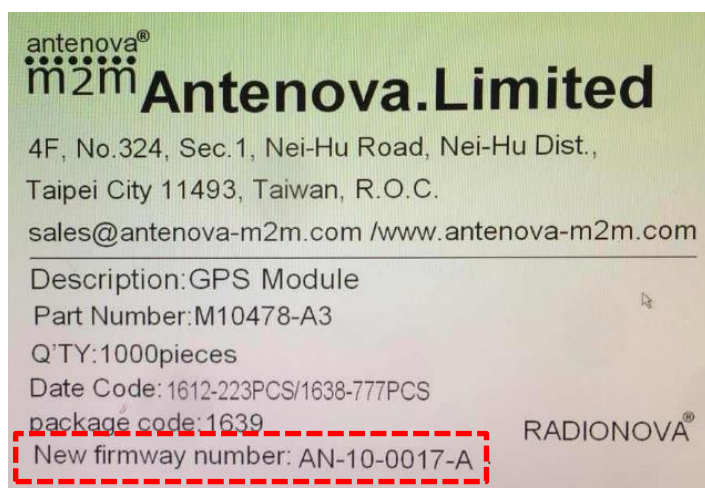 antenova®
m2m Antenova.Limited
4F, No.324, Sec.1, Nei-Hu Road, Nei-Hu Dist.,
Taipei City 11493, Taiwan, R.O.C.
sales@antenova-m2m.com /www.antenova-m2m.com
Description:GPS Module
Part Number:M10478-A3
Q'TY:1000pieces
Date Code:1612-223PCS/1638-777PCS
package code:1639
RADIONOVA®
New firmway number: AN-10-0017-A